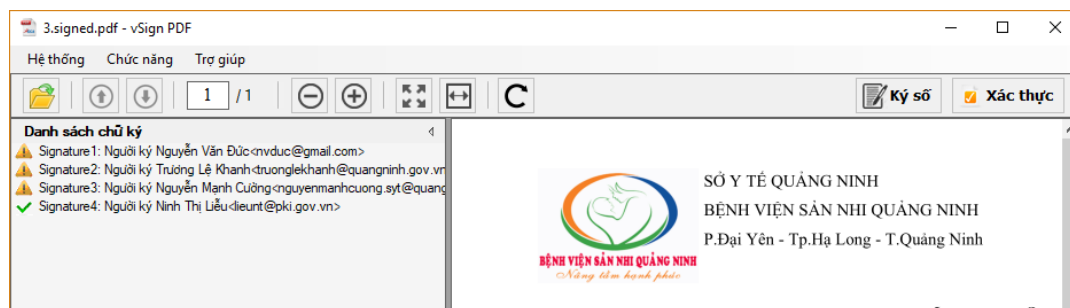 3.signed.pdf - vSign PDF
Hệ thống Chức năng Trợ giúp
1 / 1 Ký số Xác thực
Danh sách chữ ký
Signature1: Người ký Nguyễn Văn Đức<nvduc@gmail.com>
Signature2: Người ký Trương Lệ Khanh<truonglekhanh@quangninh.gov.vn
Signature3: Người ký Nguyễn Mạnh Cường<nguyenmanhcuong.syt@quang
Signature4: Người ký Ninh Thị Liễu<lieunt@pki.gov.vn>
SỞ Y TẾ QUẢNG NINH
BỆNH VIỆN SẢN NHI QUẢNG NINH
P.Đại Yên - Tp.Hạ Long - T.Quảng Ninh
BỆNH VIỆN SẢN NHI QUẢNG NINH
Nâng tầm hạnh phúc